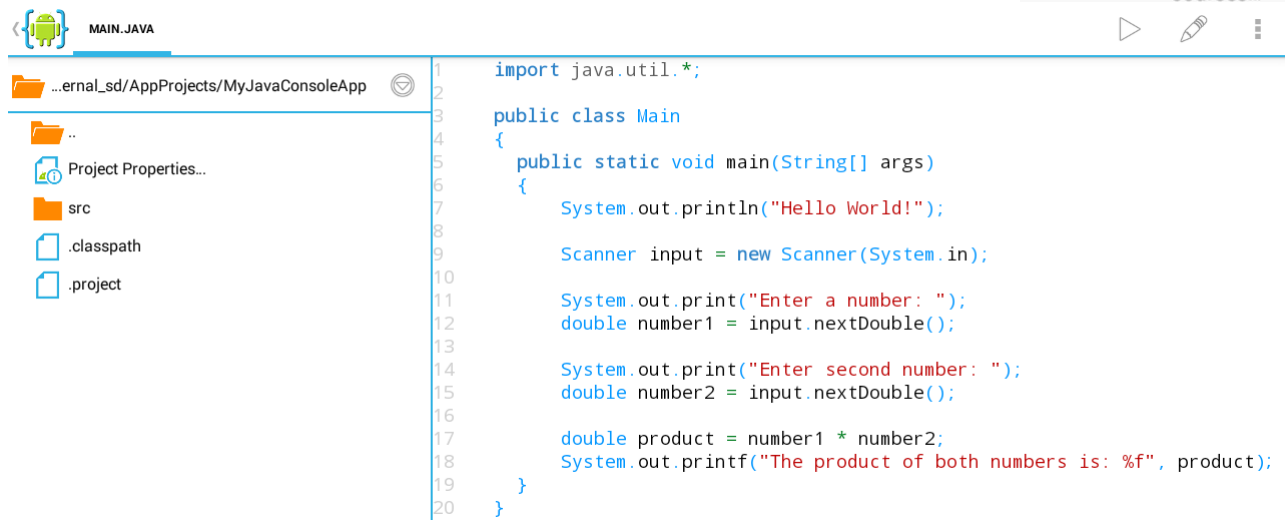 MAIN.JAVA
...ernal_sd/AppProjects/MyJavaConsoleApp
..
Project Properties...
src
.classpath
.project
1 import java.util.*;
2
3 public class Main
4 {
5 public static void main(String[] args)
6 {
7 System.out.println("Hello World!");
8
9 Scanner input = new Scanner(System.in);
10
11 System.out.print("Enter a number: ");
12 double number1 = input.nextDouble();
13
14 System.out.print("Enter second number: ");
15 double number2 = input.nextDouble();
16
17 double product = number1 * number2;
18 System.out.printf("The product of both numbers is: %f", product);
19 }
20 }